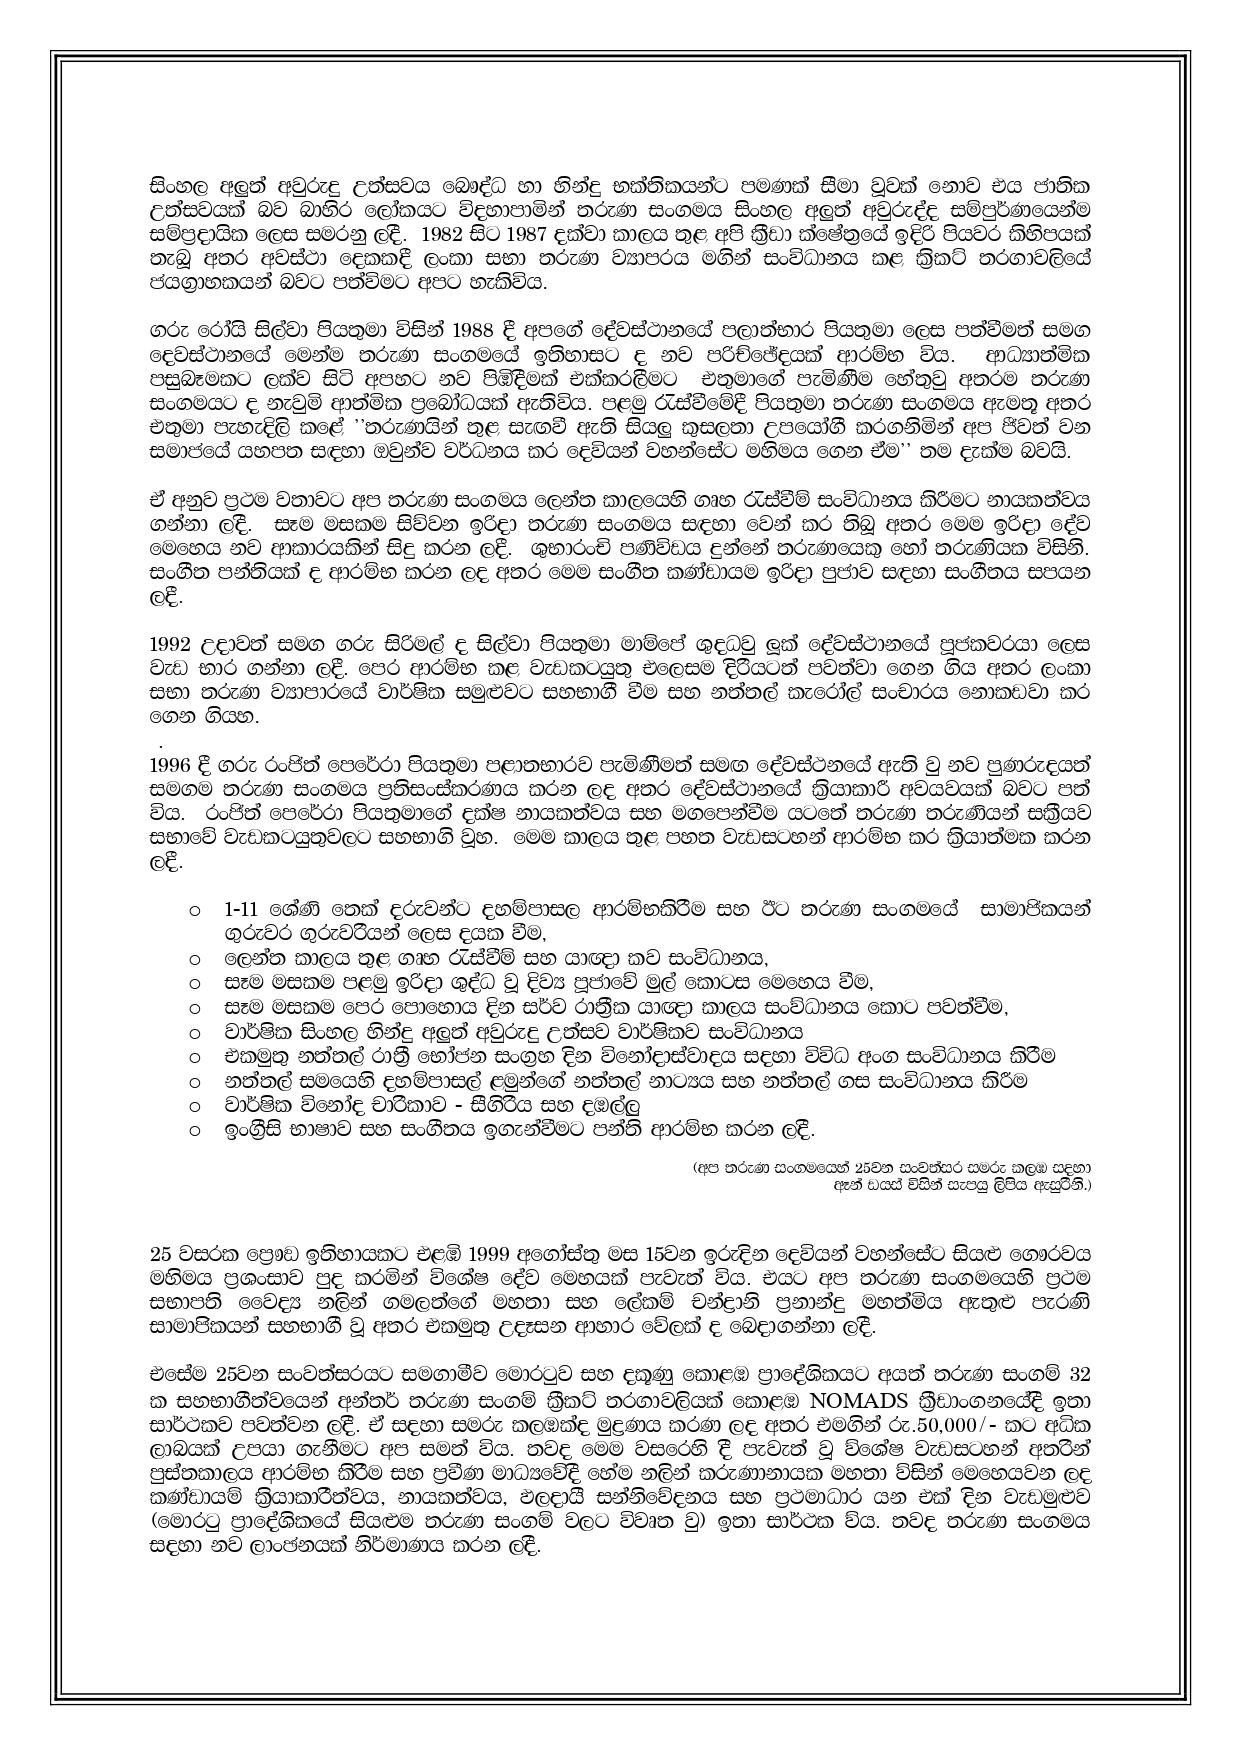 සිංහල අලුත් අවුරුදු උත්සවය බෞද්ධ හා හින්දු භක්තිකයන්ට පමණක් සීමා වූවක් නොව එය ජාතික
උත්සවයක් බව බාහිර ලෝකයට විදහාපාමින් තරුණ සංගමය සිංහල අලුත් අවුරුද්ද සම්පුර්ණයෙන්ම
සම්ප්‍රදායික ලෙස සමරනු ලදී. 1982 සිට 1987 දක්වා කාලය තුළ අපි ක්‍රීඩා ක්ෂේත්‍රයේ ඉදිරි පියවර කිහිපයක්
තැබූ අතර අවස්ථා දෙකකදී ලංකා සභා තරුණ ව්‍යාපරය මගින් සංවිධානය කළ ක්‍රිකට් තරගාවලියේ
ජයග්‍රාහකයන් බවට පත්විමට අපට හැකිවිය.
ගරු රෝයි සිල්වා පියතුමා විසින් 1988 දී අපගේ දේවස්ථානයේ පලාත්භාර පියතුමා ලෙස පත්වීමත් සමග
දෙවස්ථානයේ මෙන්ම තරුණ සංගමයේ ඉතිහාසට ද නව පරිච්ඡේදයක් ආරම්භ විය. ආධ්‍යාත්මික
පසුබෑමකට ලක්ව සිටි අපහට නව පිඹිදීමක් එක්කරලීමට එතුමාගේ පැමිණීම හේතුවු අතරම තරුණ
සංගමයට ද නැවුම් ආත්මික ප්‍රබෝධයක් ඇතිවිය. පළමු රැස්වීමේදී පියතුමා තරුණ සංගමය ඇමතූ අතර
එතුමා පැහැදිලි කළේ ’’තරුණයින් තුළ සැඟවී ඇති සියලු කුසලතා උපයෝගී කරගනිමින් අප ජීවත් වන
සමාජයේ යහපත සඳහා ඔවුන්ව වර්ධනය කර දෙවියන් වහන්සේට මහිමය ගෙන ඒම’’ තම දැක්ම බවයි.
ඒ අනුව ප්‍රථම වතාවට අප තරුණ සංගමය ලෙන්ත කාලයෙහි ගෘහ රැස්වීම් සංවිධානය කිරීමට නායකත්වය
ගන්නා ලදී. සෑම මසකම සිව්වන ඉරිදා තරුණ සංගමය සඳහා වෙන් කර තිබූ අතර මෙම ඉරිදා දේව
මෙහෙය නව ආකාරයකින් සිදු කරන ලදී. ශුභාරංචි පණිවිඩය දුන්නේ තරුණයෙකු හෝ තරුණියක විසිනි.
සංගීත පන්තියක් ද ආරම්භ කරන ලද අතර මෙම සංගීත කණ්ඩායම ඉරිදා පුජාව සඳහා සංගීතය සපයන
ලදී.
1992 උදාවත් සමග ගරු සිරිමල් ද සිල්වා පියතුමා මාම්පේ ශුදධවු ලූක් දේවස්ථානයේ පූජකවරයා ලෙස
වැඩ භාර ගන්නා ලදී. පෙර ආරම්භ කළ වැඩකටයුතු එලෙසම දිරියටත් පවත්වා ගෙන ගිය අතර ලංකා
සභා තරුණ ව්‍යාපාරයේ වාර්ෂික සමුළුවට සහභාගී වීම සහ නත්තල් කැරෝල් සංචාරය නොකඩවා කර
ගෙන ගියහ.
.
1996 දී ගරු රංජිත් පෙරේරා පියතුමා පළාතභාරව පැමිණීමත් සමඟ දේවස්ථනයේ ඇති වු නව පුණරුදයත්
සමගම තරුණ සංගමය ප්‍රතිසංස්කරණය කරන ලද අතර දේවස්ථානයේ ක්‍රියාකාරී අවයවයක් බවට පත්
විය. රංජිත් පෙරේරා පියතුමාගේ දක්ෂ නායකත්වය සහ මගපෙන්වීම යටතේ තරුණ තරුණියන් සක්‍රීයව
සභාවේ වැඩකටයුතුවලට සහභාගි වූහ. මෙම කාලය තුළ පහත වැඩසටහන් ආරම්භ කර ක්‍රියාත්මක කරන
ලදී.
o 1-11 ශේණි තෙක් දරුවන්ට දහම්පාසල ආරම්භකිරීම සහ ඊට තරුණ සංගමයේ සාමාජිකයන්
ගුරුවර ගුරුවරියන් ලෙස දයක වීම,
o ලෙන්ත කාලය තුළ ගෘහ රැස්වීම් සහ යාඥා කව සංවිධානය,
o සෑම මසකම පළමු ඉරිදා ශුද්ධ වූ දිව්‍ය පූජාවේ මුල් කොටස මෙහෙය වීම,
o සෑම මසකම පෙර පොහොය දින සර්ව රාත්‍රික යාඥා කාලය සංවිධානය කොට පවත්වීම,
o වාර්ෂික සිංහල හින්දු අලුත් අවුරුදු උත්සව වාර්ෂිකව සංවිධානය
o එකමුතු නත්තල් රාත්‍රී භෝජන සංග්‍රහ දින විනෝදාස්වාදය සදහා විවිධ අංග සංවිධානය කිරීම
o නත්තල් සමයෙහි දහම්පාසල් ළමුන්ගේ නත්තල් නාට්‍යය සහ නත්තල් ගස සංවිධානය කිරීම
o වාර්ෂික විනෝද චාරිකාව - සීගිරිය සහ දඹල්ලු
o ඉංග්‍රීසි භාෂාව සහ සංගීතය ඉගැන්වීමට පන්ති ආරම්භ කරන ලදී.
(අප තරුණ සංගමයෙහ් 25වන සංවත්සර සමරු කලඹ සදහා
ඈන් ඩයස් විසින් සැපයු ලිපිය ඇසුරිනි.)
25 වසරක ප්‍රෞඩ ඉතිහායකට එළඹි 1999 අගෝස්තු මස 15වන ඉරුදින දෙවියන් වහන්සේට සියළු ගෞරවය
මහිමය ප්‍රශංසාව පුද කරමින් විශේෂ දේව මෙහයක් පැවැත් විය. එයට අප තරුණ සංගමයෙහි ප්‍රථම
සභාපති වෛද්‍ය නලින් ගමලත්ගේ මහතා සහ ලේකම් චන්ද්‍රානි ප්‍රනාන්දු මහත්මිය ඇතුළු පැරණි
සාමාපිකයන් සහභාගී වූ අතර එකමුතු උදෑසන ආහාර වේලක් ද බෙදාගන්නා ලදී.
එසේම 25වන සංවත්සරයට සමගාමීව මොරටුව සහ දකුණු කොළඹ ප්‍රාදේශිකයට අයත් තරුණ සංගම් 32
ක සහභාගීත්වයෙන් අන්තර් තරුණ සංගම් ක්‍රිකට් තරගාවලියක් කොළඹ NOMADS ක්‍රීඩාංගනයේදී ඉතා
සාර්ථකව පවත්වන ලදී. ඒ සදහා සමරු කලඹක්ද මුද්‍රණය කරණ ලද අතර එමගින් රු.50,000/- කට අධික
ලාබයක් උපයා ගැනීමට අප සමත් විය. තවද මෙම වසරෙහි දී පැවැත් වූ විශේෂ වැඩසටහන් අතරින්
පුස්තකාලය ආරම්භ කිරීම සහ ප්‍රවීණ මාධ්‍යවේදී හේම නලින් කරුණානායක මහතා විසින් මෙහෙයවන ලද
කණ්ඩායම් ක්‍රියාකාරීත්වය, නායකත්වය, ඵලදායී සන්නිවේදනය සහ ප්‍රථමාධාර යන එක් දින වැඩමුළුව
(මොරටු ප්‍රාදේශිකයේ සියළුම තරුණ සංගම් වලට විවෘත වු) ඉතා සාර්ථක විය. තවද තරුණ සංගමය
සදහා නව ලාංඡනයක් නිර්මාණය කරන ලදී.